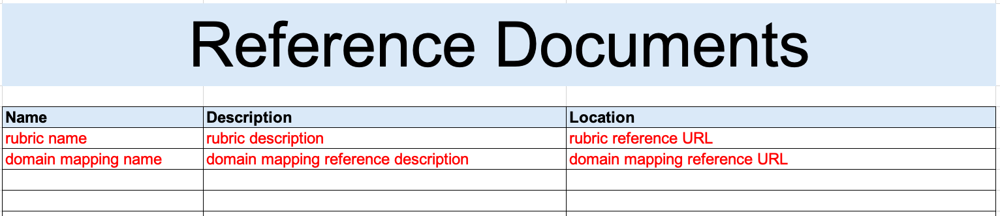 Reference Documents
Name Description Location
rubric name rubric description rubric reference URL
domain mapping name domain mapping reference description domain mapping reference URL